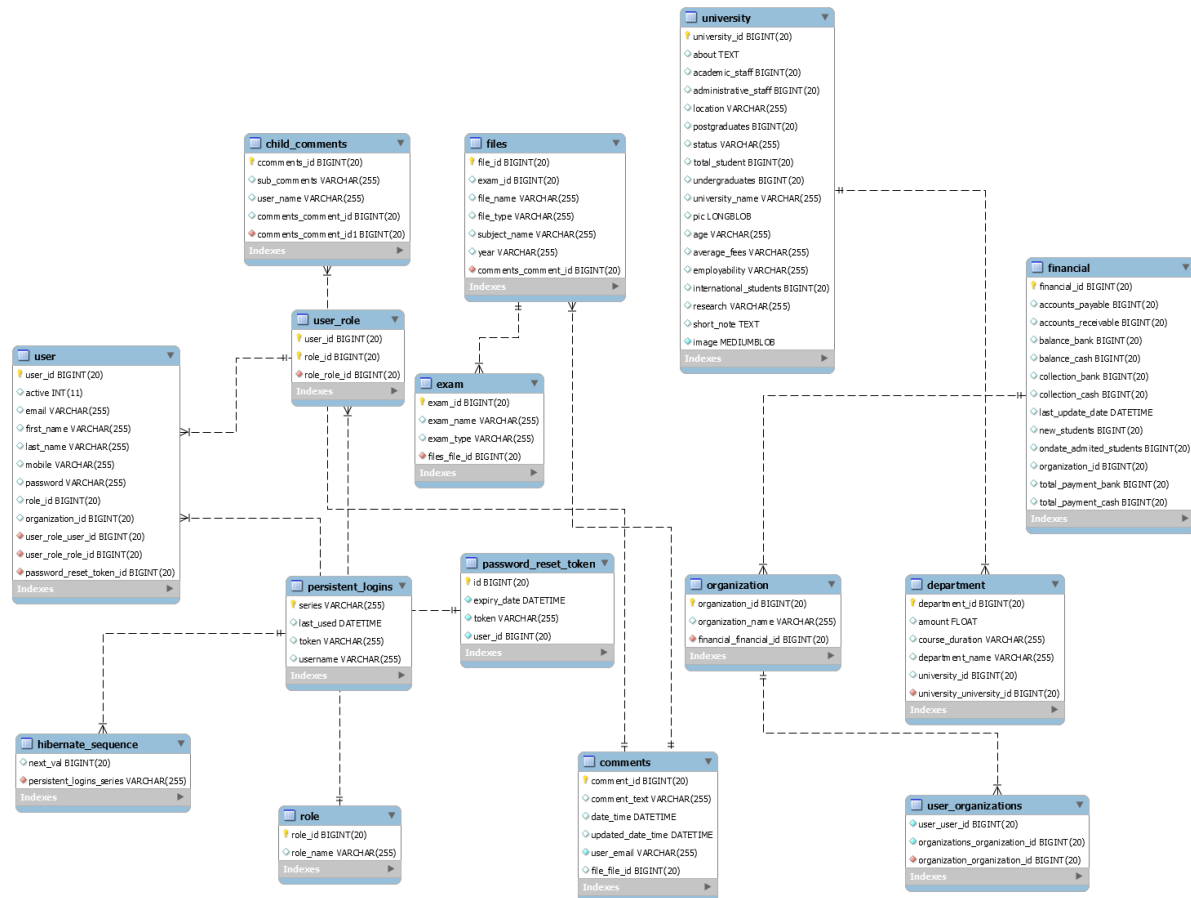 university
university_id BIGINT(20)
about TEXT
academic_staff BIGINT(20)
administrative_staff BIGINT(20)
location VARCHAR(255)
postgraduates BIGINT(20)
status VARCHAR(255)
total_student BIGINT(20)
undergraduates BIGINT(20)
university_name VARCHAR(255)
pic LONGBLOB
age VARCHAR(255)
average_fees VARCHAR(255)
employability VARCHAR(255)
international_students BIGINT(20)
research VARCHAR(255)
short_note TEXT
image MEDIUMBLOB
Indexes
child_comments
ccomments_id BIGINT(20)
sub_comments VARCHAR(255)
user_name VARCHAR(255)
comments_comment_id BIGINT(20)
comments_comment_id1 BIGINT(20)
Indexes
files
file_id BIGINT(20)
exam_id BIGINT(20)
file_name VARCHAR(255)
file_type VARCHAR(255)
subject_name VARCHAR(255)
year VARCHAR(255)
comments_comment_id BIGINT(20)
Indexes
financial
financial_id BIGINT(20)
accounts_payable BIGINT(20)
accounts_receivable BIGINT(20)
balance_bank BIGINT(20)
balance_cash BIGINT(20)
collection_bank BIGINT(20)
collection_cash BIGINT(20)
last_update_date DATETIME
new_students BIGINT(20)
ondate_admited_students BIGINT(20)
organization_id BIGINT(20)
total_payment_bank BIGINT(20)
total_payment_cash BIGINT(20)
Indexes
user_role
user_id BIGINT(20)
role_id BIGINT(20)
role_role_id BIGINT(20)
Indexes
user
user_id BIGINT(20)
active INT(11)
email VARCHAR(255)
first_name VARCHAR(255)
last_name VARCHAR(255)
mobile VARCHAR(255)
password VARCHAR(255)
role_id BIGINT(20)
organization_id BIGINT(20)
user_role_user_id BIGINT(20)
user_role_role_id BIGINT(20)
password_reset_token_id BIGINT(20)
Indexes
exam
exam_id BIGINT(20)
exam_name VARCHAR(255)
exam_type VARCHAR(255)
files_file_id BIGINT(20)
Indexes
persistent_logins
series VARCHAR(255)
last_used DATETIME
token VARCHAR(255)
username VARCHAR(255)
Indexes
password_reset_token
id BIGINT(20)
expiry_date DATETIME
token VARCHAR(255)
user_id BIGINT(20)
Indexes
organization
organization_id BIGINT(20)
organization_name VARCHAR(255)
financial_financial_id BIGINT(20)
Indexes
department
department_id BIGINT(20)
amount FLOAT
course_duration VARCHAR(255)
department_name VARCHAR(255)
university_id BIGINT(20)
university_university_id BIGINT(20)
Indexes
hibernate_sequence
next_val BIGINT(20)
persistent_logins_series VARCHAR(255)
Indexes
role
role_id BIGINT(20)
role_name VARCHAR(255)
Indexes
comments
comment_id BIGINT(20)
comment_text VARCHAR(255)
date_time DATETIME
updated_date_time DATETIME
user_email VARCHAR(255)
file_file_id BIGINT(20)
Indexes
user_organizations
user_user_id BIGINT(20)
organizations_organization_id BIGINT(20)
organization_organization_id BIGINT(20)
Indexes